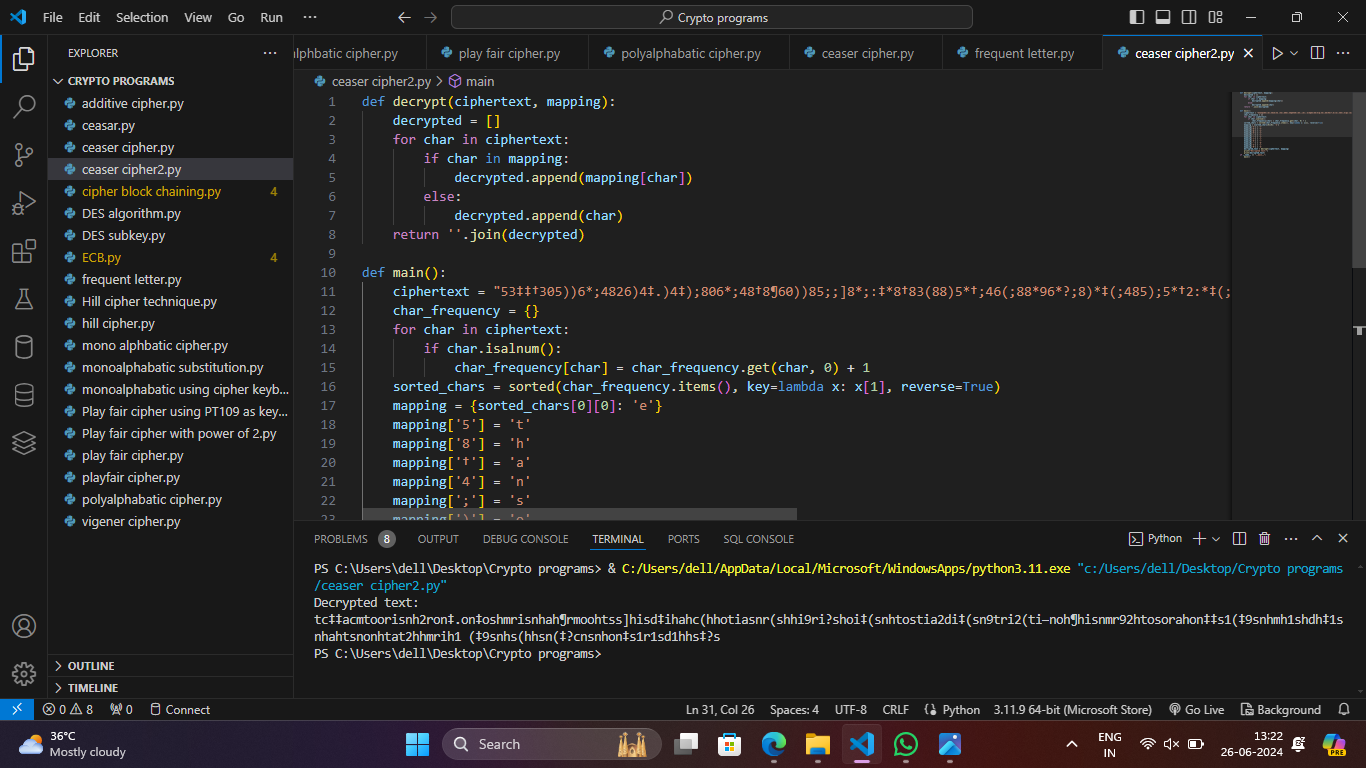 File Edit Selection View Go Run ··· Crypto programs
EXPLORER ···
CRYPTO PROGRAMS
additive cipher.py
ceasar.py
ceaser cipher.py
ceaser cipher2.py
cipher block chaining.py 4
DES algorithm.py
DES subkey.py
ECB.py 4
frequent letter.py
Hill cipher technique.py
hill cipher.py
mono alphbatic cipher.py
monoalphabatic substitution.py
monoalphabatic using cipher keyb...
Play fair cipher using PT109 as key...
Play fair cipher with power of 2.py
play fair cipher.py
playfair cipher.py
polyalphabatic cipher.py
vigener cipher.py
OUTLINE
TIMELINE
alphbatic cipher.py play fair cipher.py polyalphabatic cipher.py ceaser cipher.py frequent letter.py ceaser cipher2.py
ceaser cipher2.py > main
1 def decrypt(ciphertext, mapping):
2 decrypted = []
3 for char in ciphertext:
4 if char in mapping:
5 decrypted.append(mapping[char])
6 else:
7 decrypted.append(char)
8 return ''.join(decrypted)
9
10 def main():
11 ciphertext = "53‡‡†305))6*;4826)4‡.)4‡);806*;48†8¶60))85;;]8*;:‡*8†83(88)5*†;46(;88*96*?;8)*‡(;485);5*†2:*‡(;
12 char_frequency = {}
13 for char in ciphertext:
14 if char.isalnum():
15 char_frequency[char] = char_frequency.get(char, 0) + 1
16 sorted_chars = sorted(char_frequency.items(), key=lambda x: x[1], reverse=True)
17 mapping = {sorted_chars[0][0]: 'e'}
18 mapping['5'] = 't'
19 mapping['8'] = 'h'
20 mapping['†'] = 'a'
21 mapping['4'] = 'n'
22 mapping[';'] = 's'
23 mapping[')'] = 'o'
PROBLEMS 8 OUTPUT DEBUG CONSOLE TERMINAL PORTS SQL CONSOLE Python
PS C:\Users\dell\Desktop\Crypto programs> & C:/Users/dell/AppData/Local/Microsoft/WindowsApps/python3.11.exe "c:/Users/dell/Desktop/Crypto programs
/ceaser cipher2.py"
Decrypted text:
tc‡‡acmtoorisnh2ron‡.on‡oshmrisnhah¶rmoohtss]hisd‡ihahc(hhotiasnr(shhi9ri?shoi‡(snhtostia2di‡(sn9tri2(ti—noh¶hisnmr92htosorahon‡‡s1(‡9snhmh1shdh‡1s
nhahtsnonhtat2hhmrih1 (‡9snhs(hhsn(‡?cnsnhon‡s1r1sd1hhs‡?s
PS C:\Users\dell\Desktop\Crypto programs>
0 8 0 Connect Ln 31, Col 26 Spaces: 4 UTF-8 CRLF Python 3.11.9 64-bit (Microsoft Store) Go Live Background
36°C
Mostly cloudy
Search
ENG
IN
13:22
26-06-2024
PRE